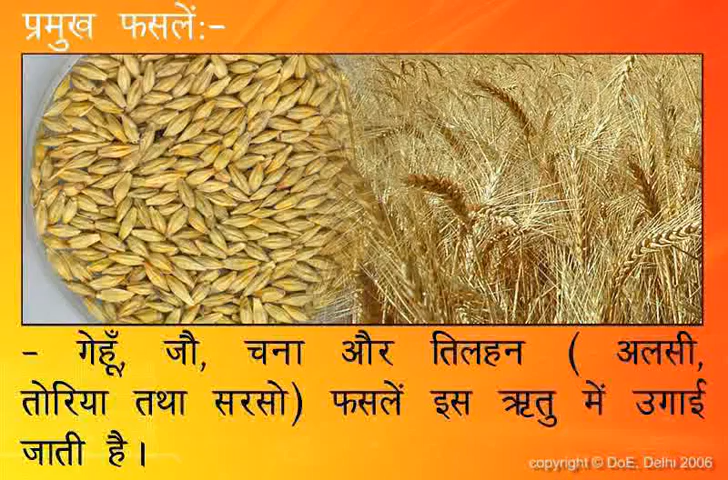 प्रमुख फसलें:-
- गेहूँ, जौ, चना और तिलहन ( अलसी,
तोरिया तथा सरसो) फसलें इस ऋतु में उगाई
जाती है।
copyright © DoE, Delhi 2006